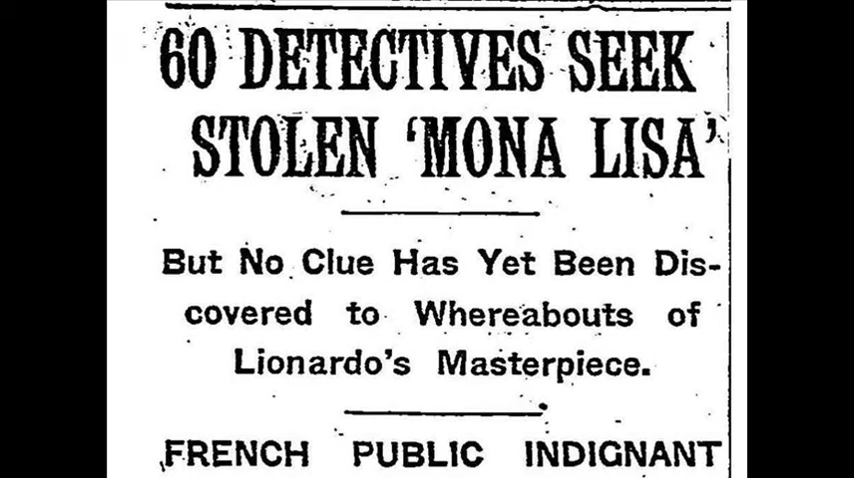 60 DETECTIVES SEEK
STOLEN ‘MONA LISA’
But No Clue Has Yet Been Dis-
covered to Whereabouts of
Lionardo’s Masterpiece.
FRENCH PUBLIC INDIGNANT